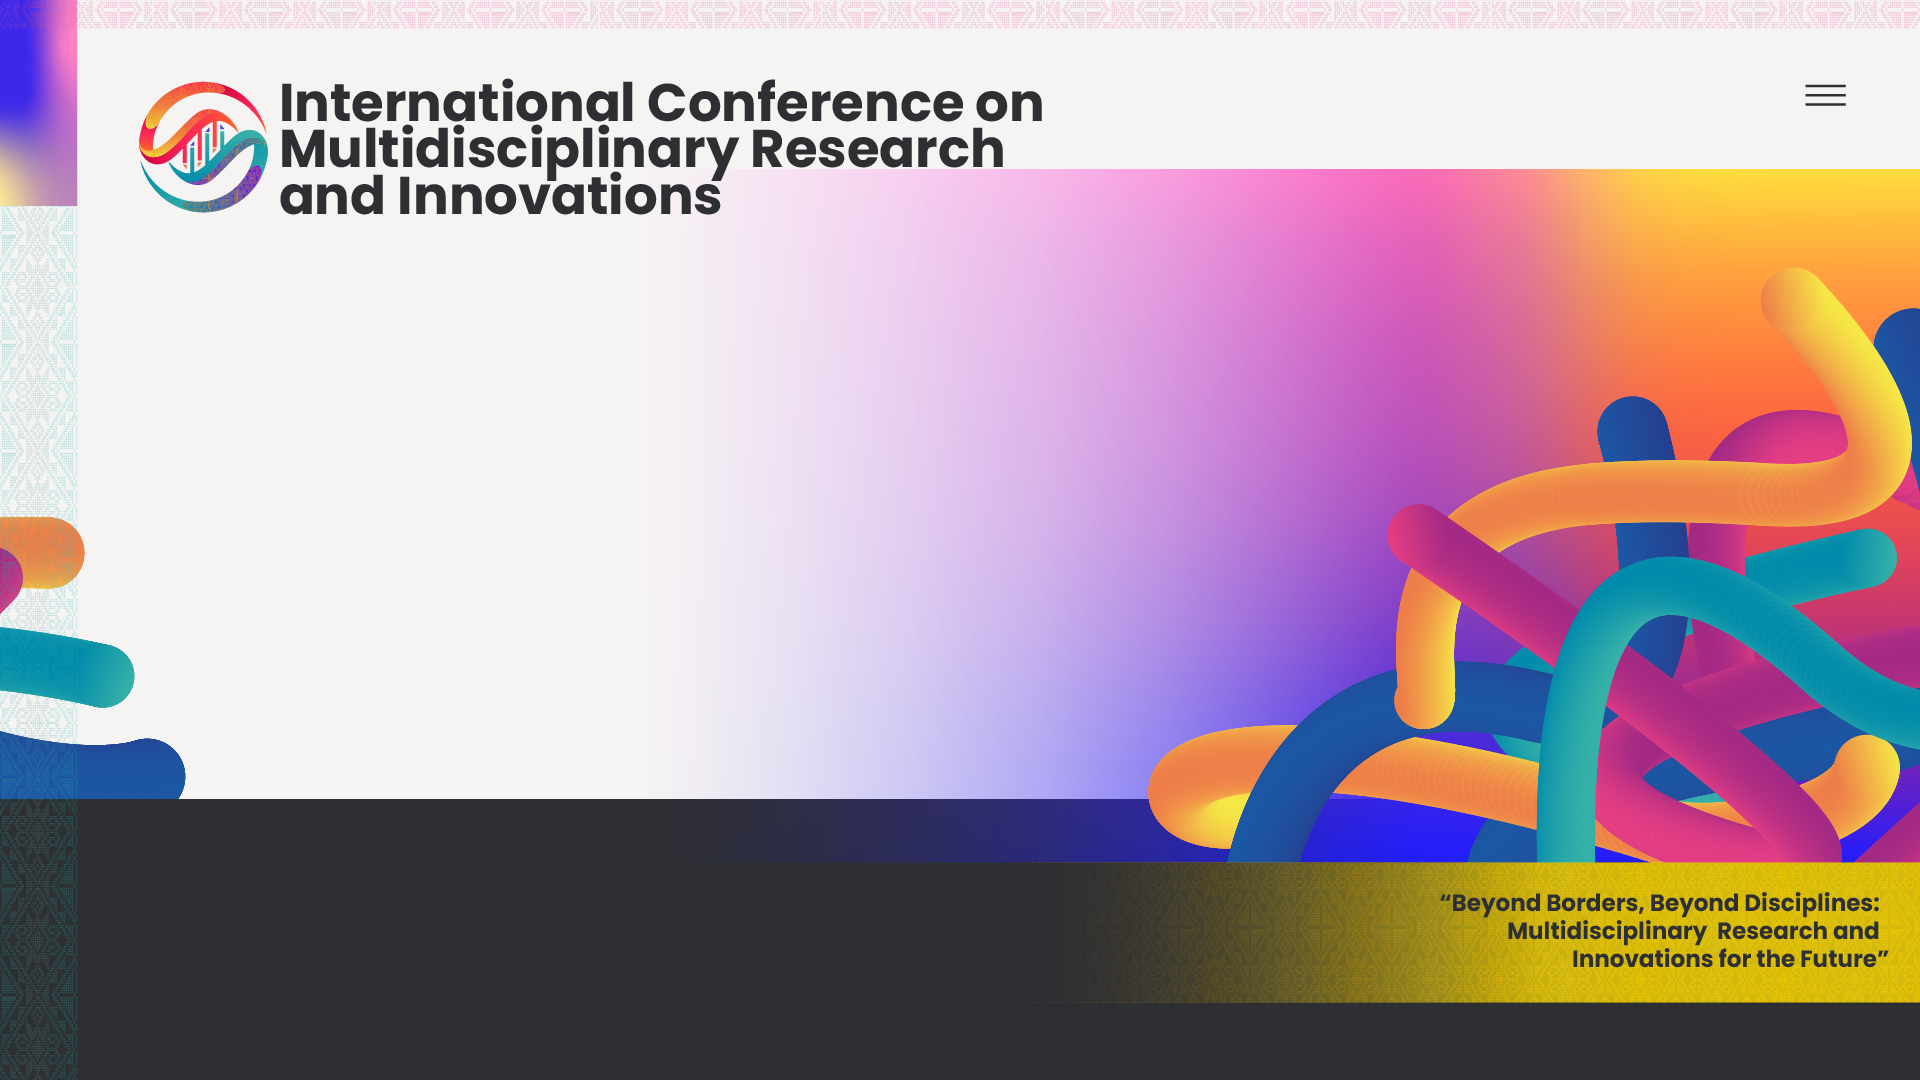 International Conference on
Multidisciplinary Research
and Innovations
“Beyond Borders, Beyond Disciplines:
Multidisciplinary  Research and
Innovations for the Future”